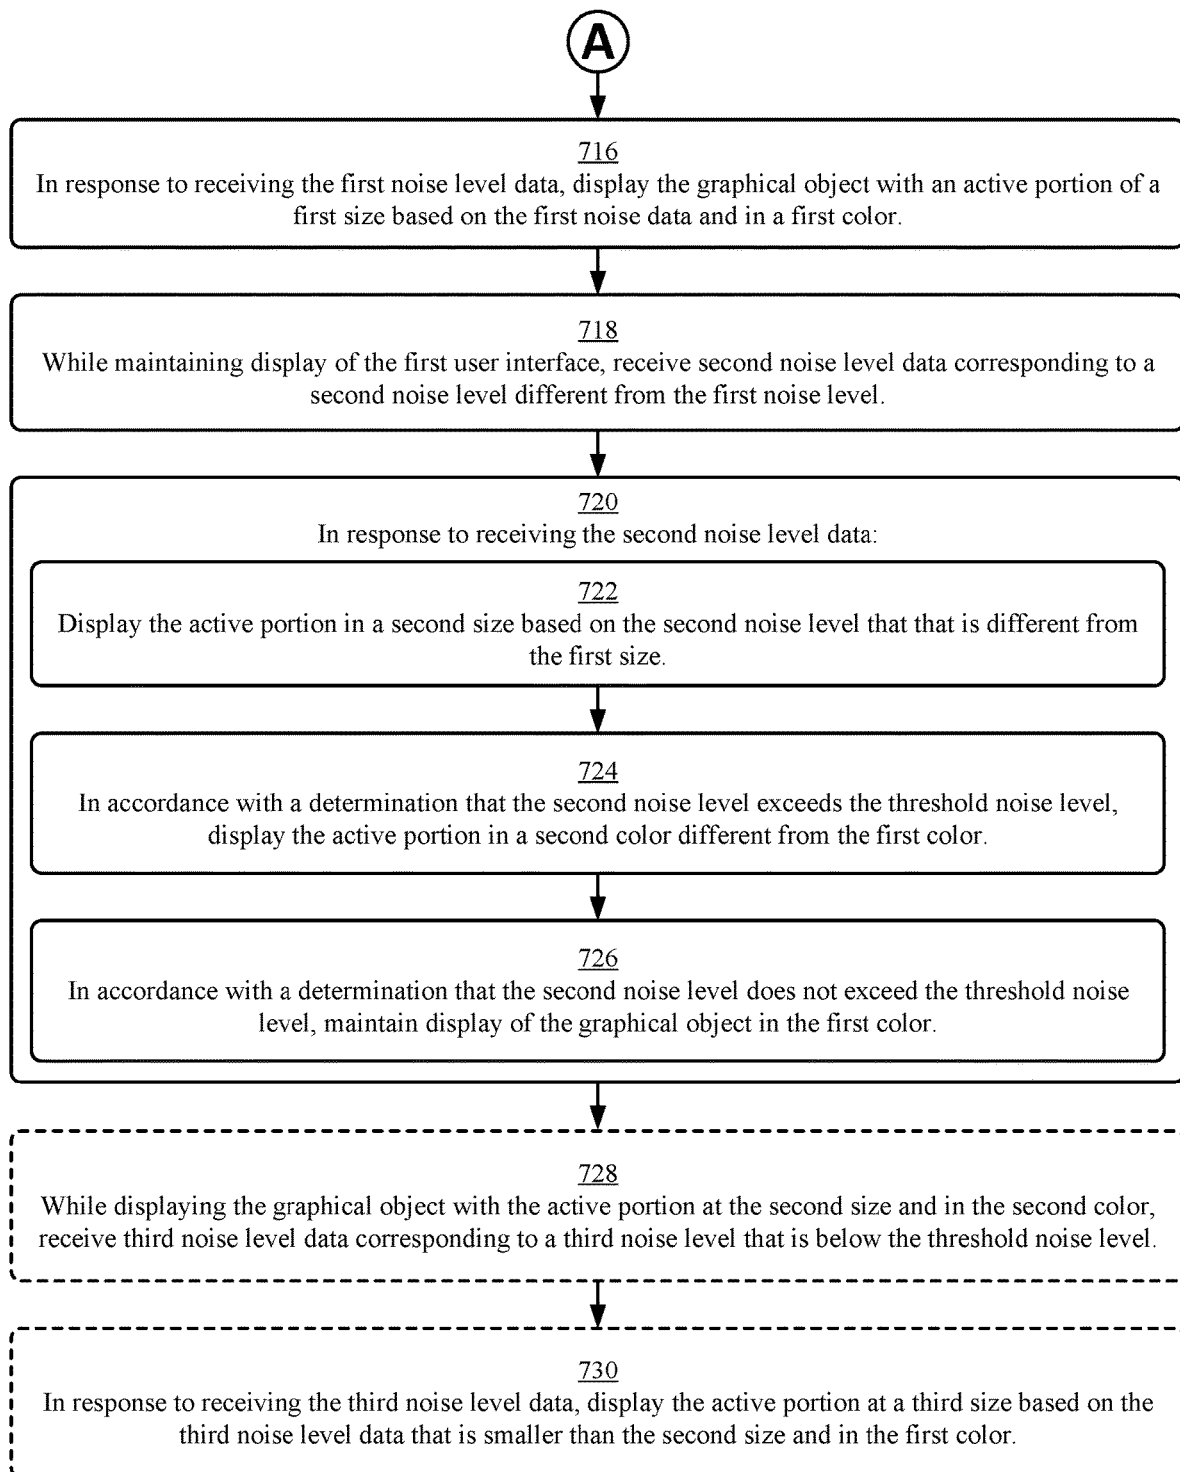 A
716
In response to receiving the first noise level data, display the graphical object with an active portion of a
first size based on the first noise data and in a first color.
718
While maintaining display of the first user interface, receive second noise level data corresponding to a
second noise level different from the first noise level.
720
In response to receiving the second noise level data:
722
Display the active portion in a second size based on the second noise level that that is different from
the first size.
724
In accordance with a determination that the second noise level exceeds the threshold noise level,
display the active portion in a second color different from the first color.
726
In accordance with a determination that the second noise level does not exceed the threshold noise
level, maintain display of the graphical object in the first color.
728
While displaying the graphical object with the active portion at the second size and in the second color,
receive third noise level data corresponding to a third noise level that is below the threshold noise level.
730
In response to receiving the third noise level data, display the active portion at a third size based on the
third noise level data that is smaller than the second size and in the first color.